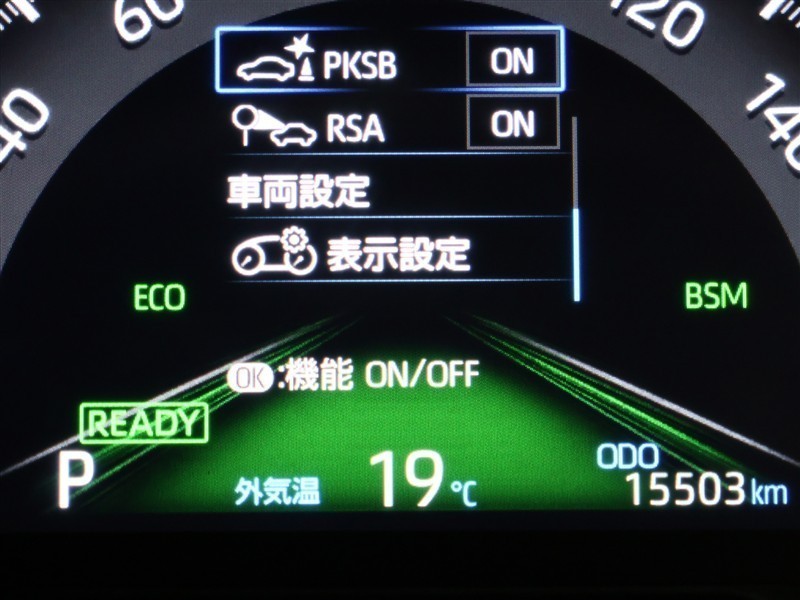 60
120
40
140
PKSB ON
RSA ON
車両設定
表示設定
ECO
BSM
OK:機能 ON/OFF
READY
P
外気温 19℃
ODO
15503km